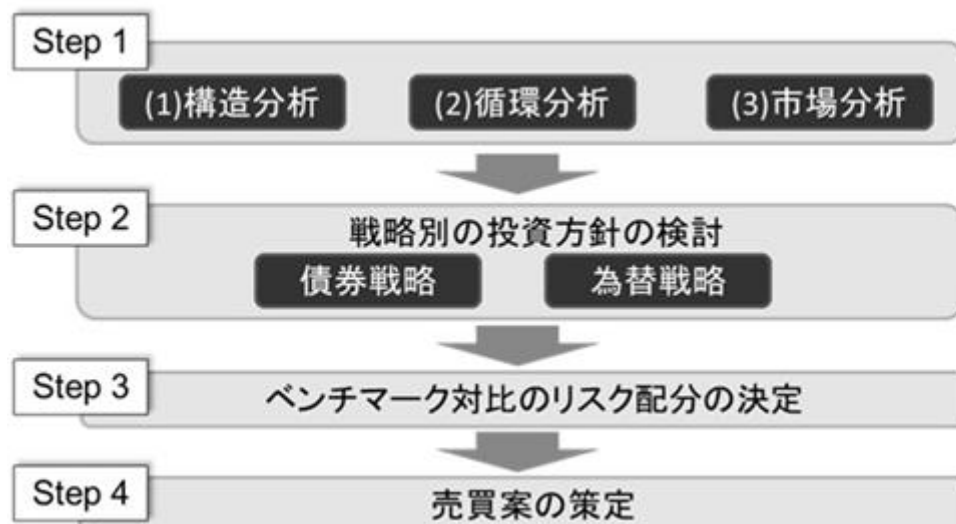 Step 1
(1)構造分析
(2)循環分析
(3)市場分析
Step 2
戦略別の投資方針の検討
債券戦略
為替戦略
Step 3
ベンチマーク対比のリスク配分の決定
Step 4
売買案の策定